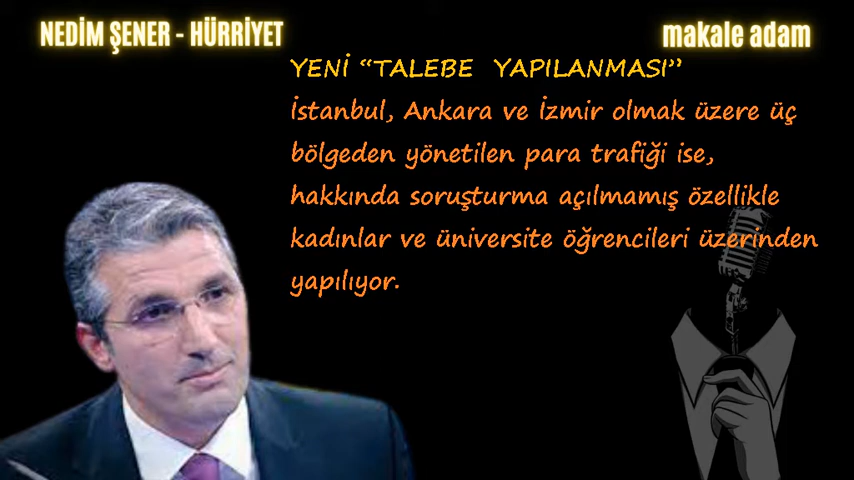 NEDİM ŞENER - HÜRRİYET
makale adam
YENİ “TALEBE YAPILANMASI”
İstanbul, Ankara ve İzmir olmak üzere üç
bölgeden yönetilen para trafiği ise,
hakkında soruşturma açılmamış özellikle
kadınlar ve üniversite öğrencileri üzerinden
yapılıyor.